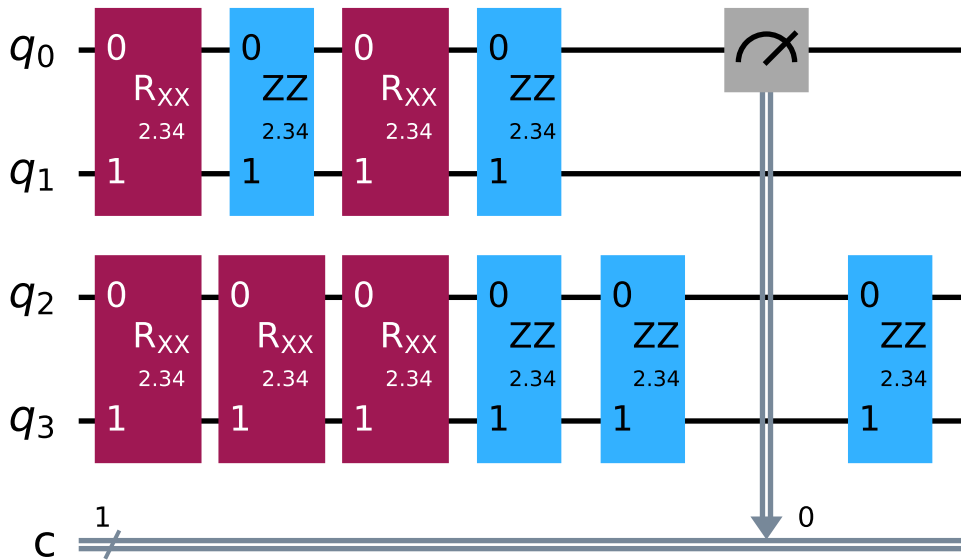 q0 0 0 0 0
RXX ZZ RXX ZZ
2.34 2.34 2.34 2.34
q1 1 1 1 1
q2 0 0 0 0 0 0
RXX RXX RXX ZZ ZZ ZZ
2.34 2.34 2.34 2.34 2.34 2.34
q3 1 1 1 1 1 1
1 0
c